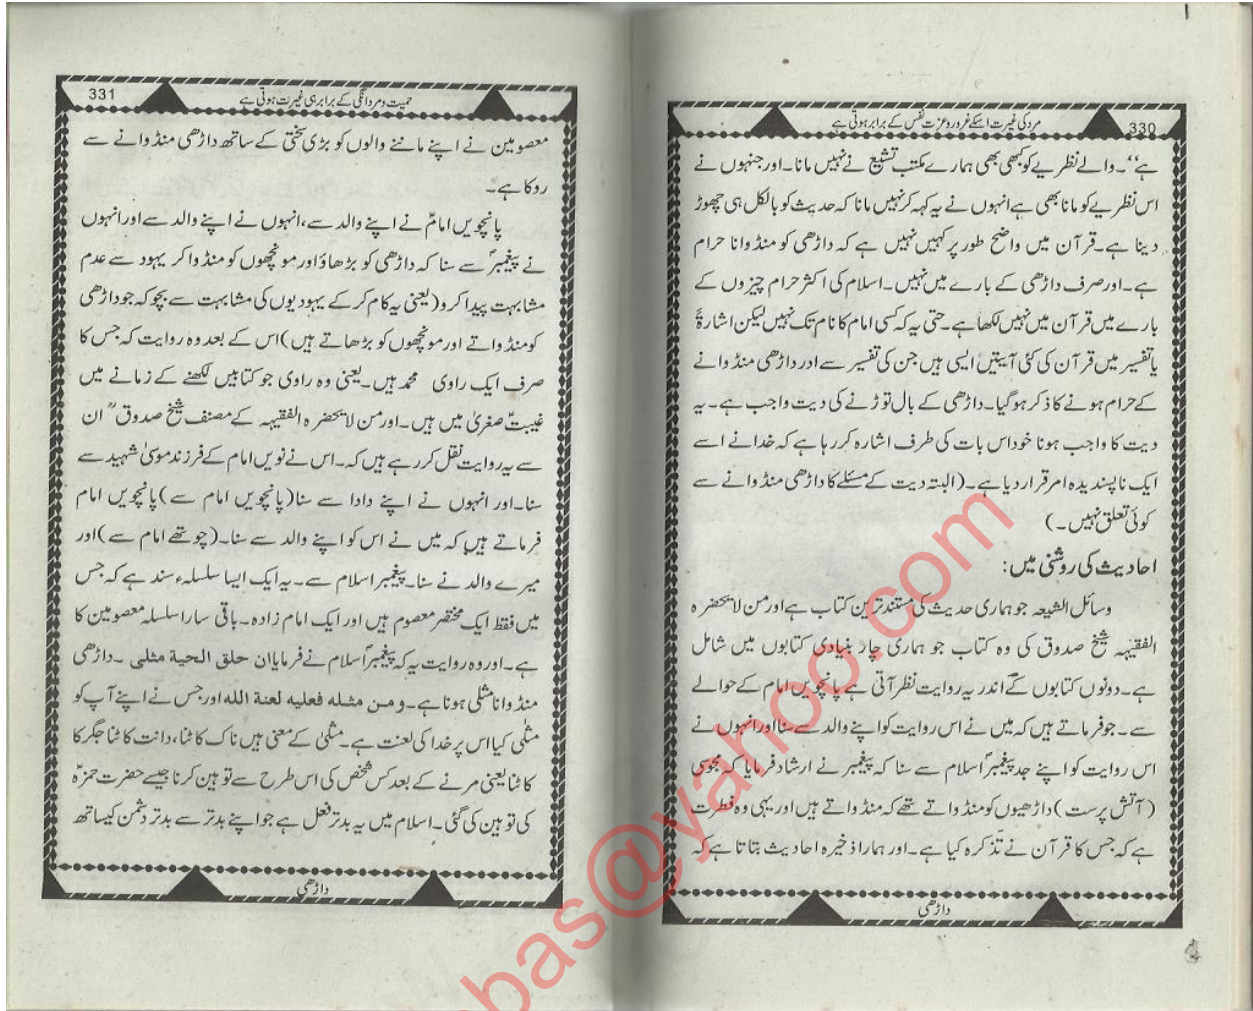 330
مرد کی غیرت اسکے غرور و عزت نفس کے برابر ہوتی ہے
ہے‘‘۔ والے نظریے کو کبھی بھی ہمارے مکتب تشیع نے نہیں مانا۔ اور جنہوں نے
اس نظریے کو مانا بھی ہے انہوں نے یہ کہہ کر نہیں مانا کہ حدیث کو بالکل ہی چھوڑ
دینا ہے۔ قرآن میں واضح طور پر کہیں نہیں ہے کہ داڑھی کو منڈوانا حرام
ہے۔ اور صرف داڑھی کے بارے میں نہیں۔ اسلام کی اکثر حرام چیزوں کے
بارے میں قرآن میں نہیں لکھا ہے۔ حتی یہ کہ کسی امام کا نام تک نہیں لیکن اشارۃً
یا تفسیر میں قرآن کی کئی آیتیں ایسی ہیں جن کی تفسیر سے ادر داڑھی منڈوانے
کے حرام ہونے کا ذکر ہو گیا۔ داڑھی کے بال توڑنے کی دیت واجب ہے۔ یہ
دیت کا واجب ہونا خود اس بات کی طرف اشارہ کر رہا ہے کہ خدا نے اسے
ایک ناپسندیدہ امر قرار دیا ہے۔ (البتہ دیت کے مسئلے کا داڑھی منڈوانے سے
کوئی تعلق نہیں۔)
احادیث کی روشنی میں:
وسائل الشیعہ جو ہماری حدیث کی مستند ترین کتاب ہے اور من لا یحضرہ
الفقیہہ شیخ صدوق کی وہ کتاب جو ہماری چار بنیادی کتابوں میں شامل
ہے۔ دونوں کتابوں کے اندر یہ روایت نظر آتی ہے پانچویں امام کے حوالے
سے۔ جو فرماتے ہیں کہ میں نے اس روایت کو اپنے والد سے سنا اور انہوں نے
اس روایت کو اپنے جد پیغمبرؐ اسلام سے سنا کہ پیغمبر نے ارشاد فرمایا کہ مجوسی
(آتش پرست) داڑھیوں کو منڈواتے تھے کہ منڈواتے ہیں اور یہی وہ فطرت
ہے کہ جس کا قرآن نے تذکرہ کیا ہے۔ اور ہمارا ذخیرہ احادیث بتاتا ہے کہ
داڑھی
331
حمیت و مردانگی کے برابر ہی غیرت ہوتی ہے
معصومین نے اپنے ماننے والوں کو بڑی سختی کے ساتھ داڑھی منڈوانے سے
روکا ہے۔
پانچویں امامؑ نے اپنے والد سے، انہوں نے اپنے والد سے اور انہوں
نے پیغمبرؐ سے سنا کہ داڑھی کو بڑھاؤ اور مونچھوں کو منڈوا کر یہود سے عدم
مشابہت پیدا کرو (یعنی یہ کام کر کے یہودیوں کی مشابہت سے بچو کہ جو داڑھی
کو منڈواتے اور مونچھوں کو بڑھاتے ہیں) اس کے بعد وہ روایت کہ جس کا
صرف ایک راوی محمد ہیں۔ یعنی وہ راوی جو کتابیں لکھنے کے زمانے میں
غیبتِ صغریٰ میں ہیں۔ اور من لا یحضرہ الفقیہہ کے مصنف شیخ صدوقؒ ان
سے یہ روایت نقل کر رہے ہیں کہ۔ اس نے نویں امام کے فرزند موسیٰ شہید سے
سنا۔ اور انہوں نے اپنے دادا سے سنا (پانچویں امام سے) پانچویں امام
فرماتے ہیں کہ میں نے اس کو اپنے والد سے سنا۔ (چوتھے امام سے) اور
میرے والد نے سنا۔ پیغمبر اسلام سے۔ یہ ایک ایسا سلسلہء سند ہے کہ جس
میں فقط ایک مختصر معصوم ہیں اور ایک امام زادہ۔ باقی سارا سلسلہ معصومین کا
ہے۔ اور وہ روایت یہ کہ پیغمبرؐ اسلام نے فرمایا ان حلق الحية مثلى ۔ داڑھی
منڈوانا مثلی ہونا ہے۔ ومن مثله فعليه لعنة الله اور جس نے اپنے آپ کو
مثلی کیا اس پر خدا کی لعنت ہے۔ مثلیٰ کے معنی ہیں ناک کاٹنا، دانت کاٹنا جگر کا
کاٹنا یعنی مرنے کے بعد کس شخص کی اس طرح سے توہین کرنا جیسے حضرت حمزہؑ
کی توہین کی گئی۔ اسلام میں یہ بدتر فعل ہے جو اپنے بدتر سے بدتر دشمن کیساتھ
داڑھی
bas@yahoo.com